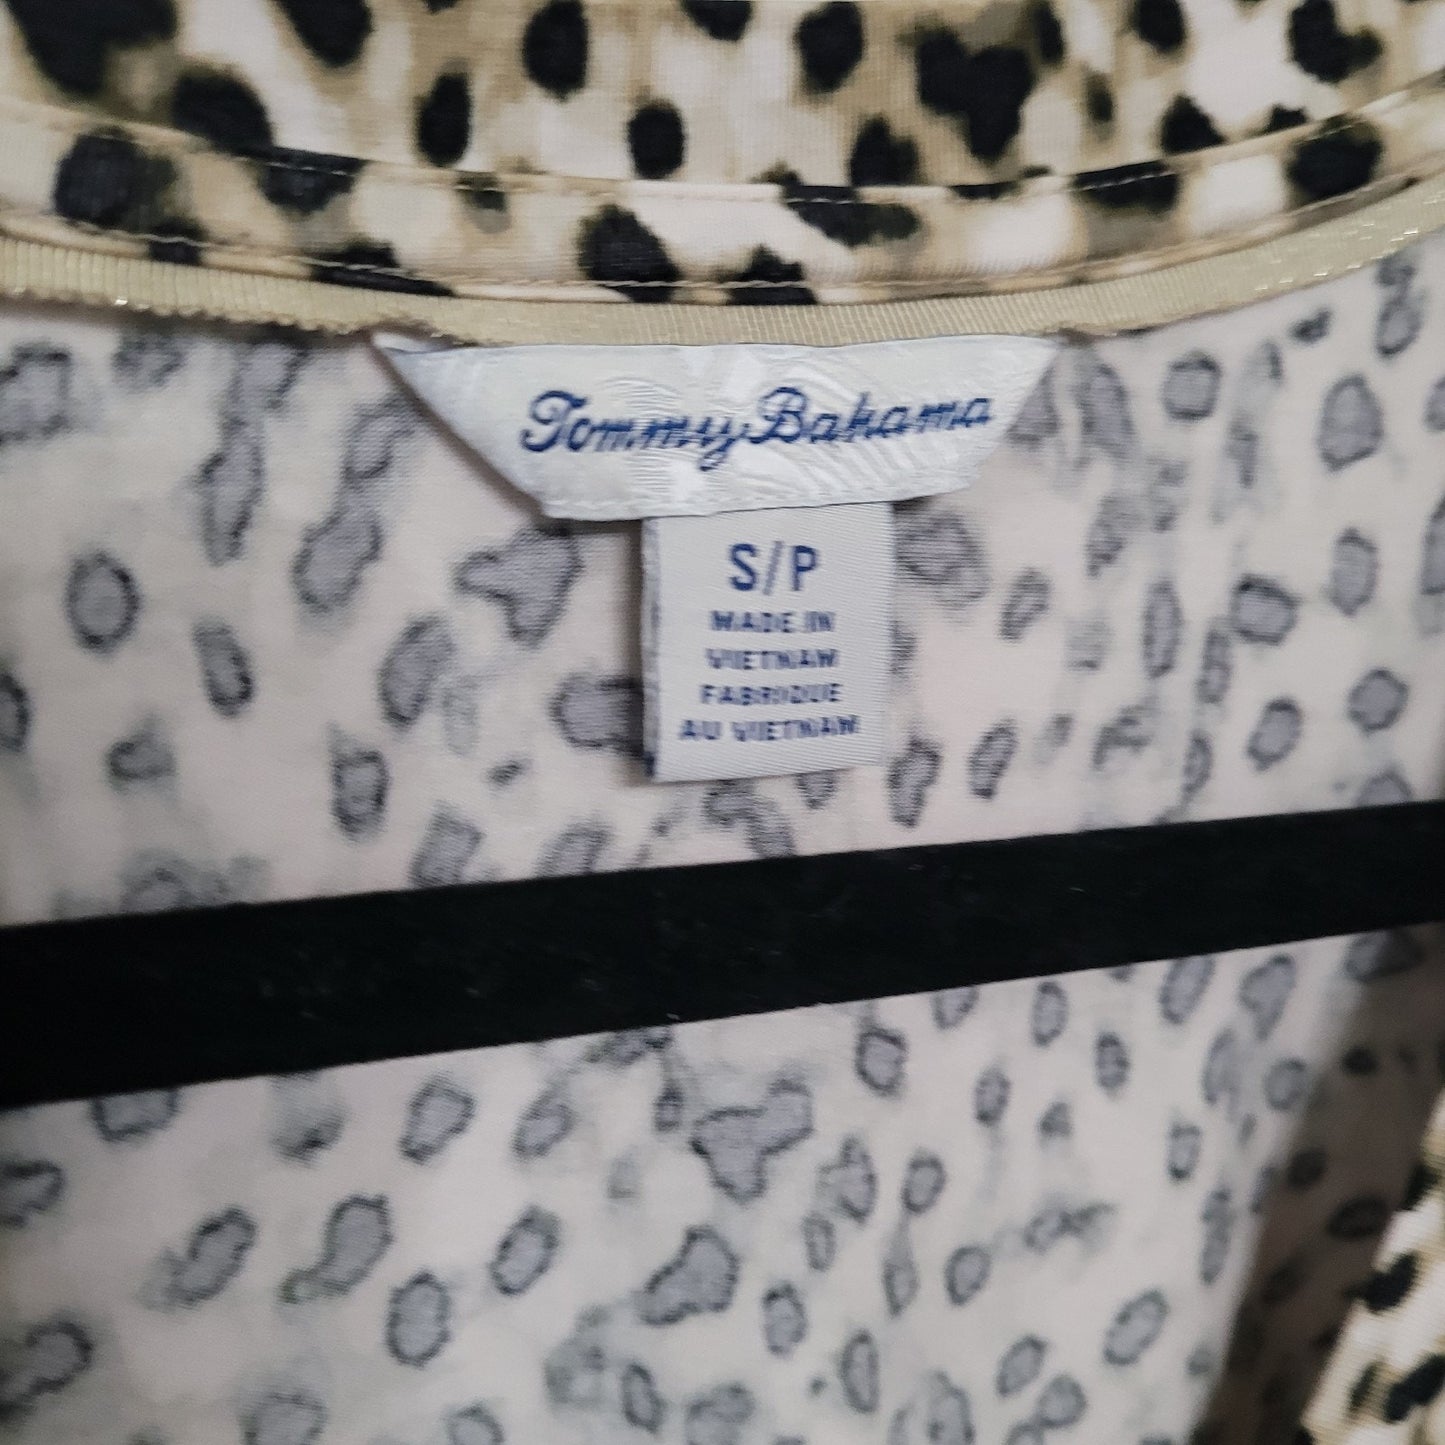 Tommy Bahama
S/P
MADE IN
VIETNAM
FABRIQUE
AU VIETNAM